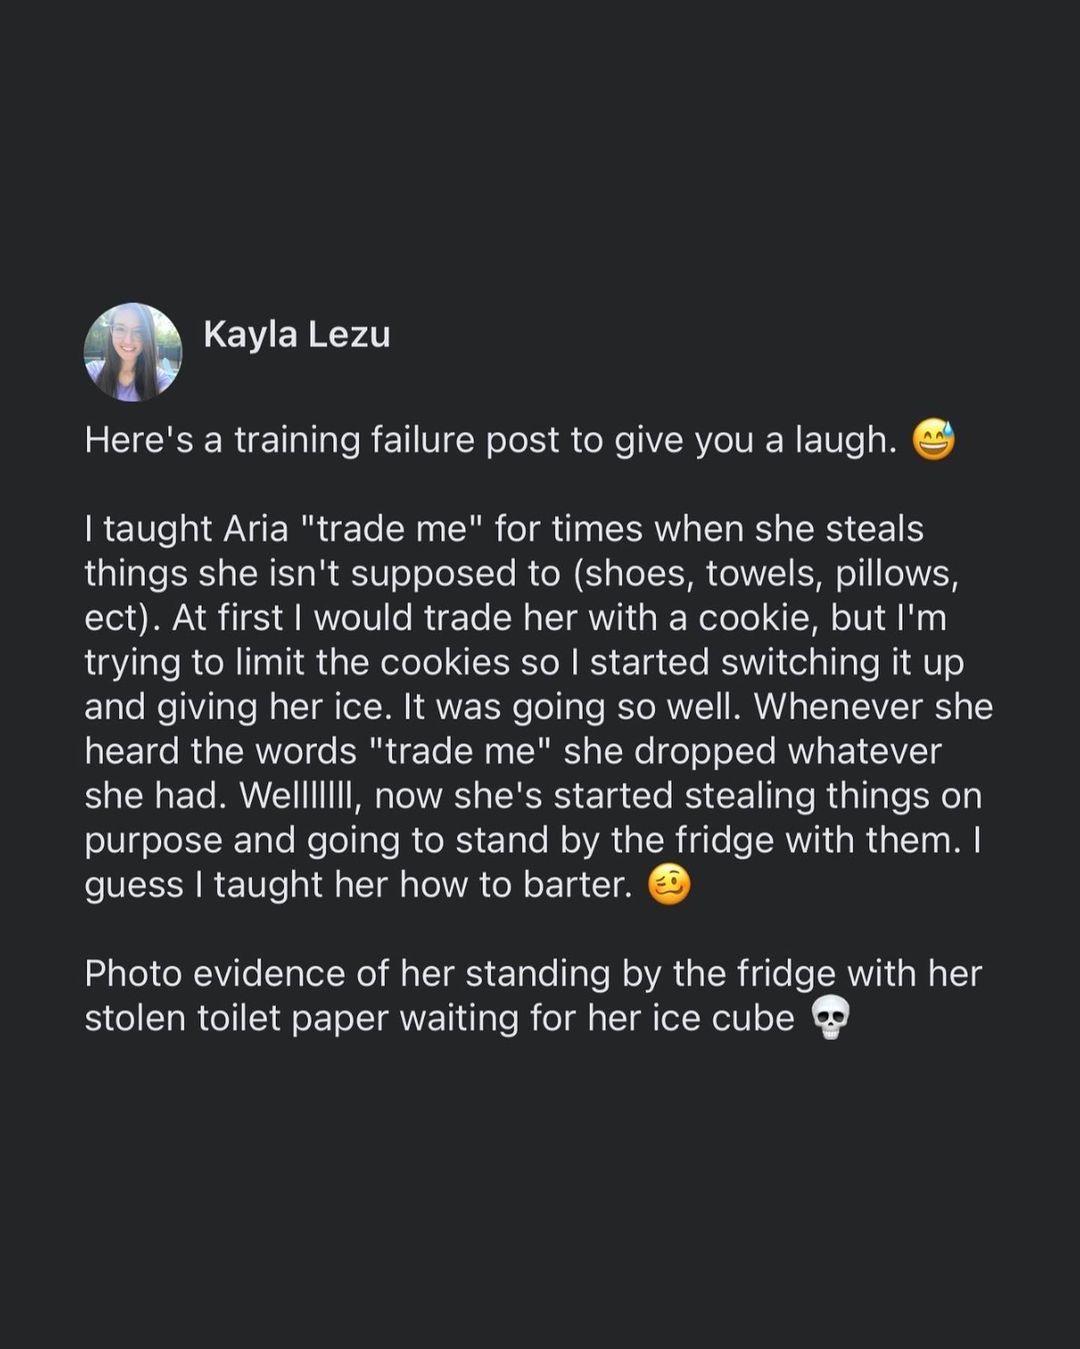 Kayla Lezu
Here's a training failure post to give you a laugh. 😅
I taught Aria "trade me" for times when she steals
things she isn't supposed to (shoes, towels, pillows,
ect). At first I would trade her with a cookie, but I'm
trying to limit the cookies so I started switching it up
and giving her ice. It was going so well. Whenever she
heard the words "trade me" she dropped whatever
she had. Welllllll, now she's started stealing things on
purpose and going to stand by the fridge with them. I
guess I taught her how to barter. 🥴
Photo evidence of her standing by the fridge with her
stolen toilet paper waiting for her ice cube 💀